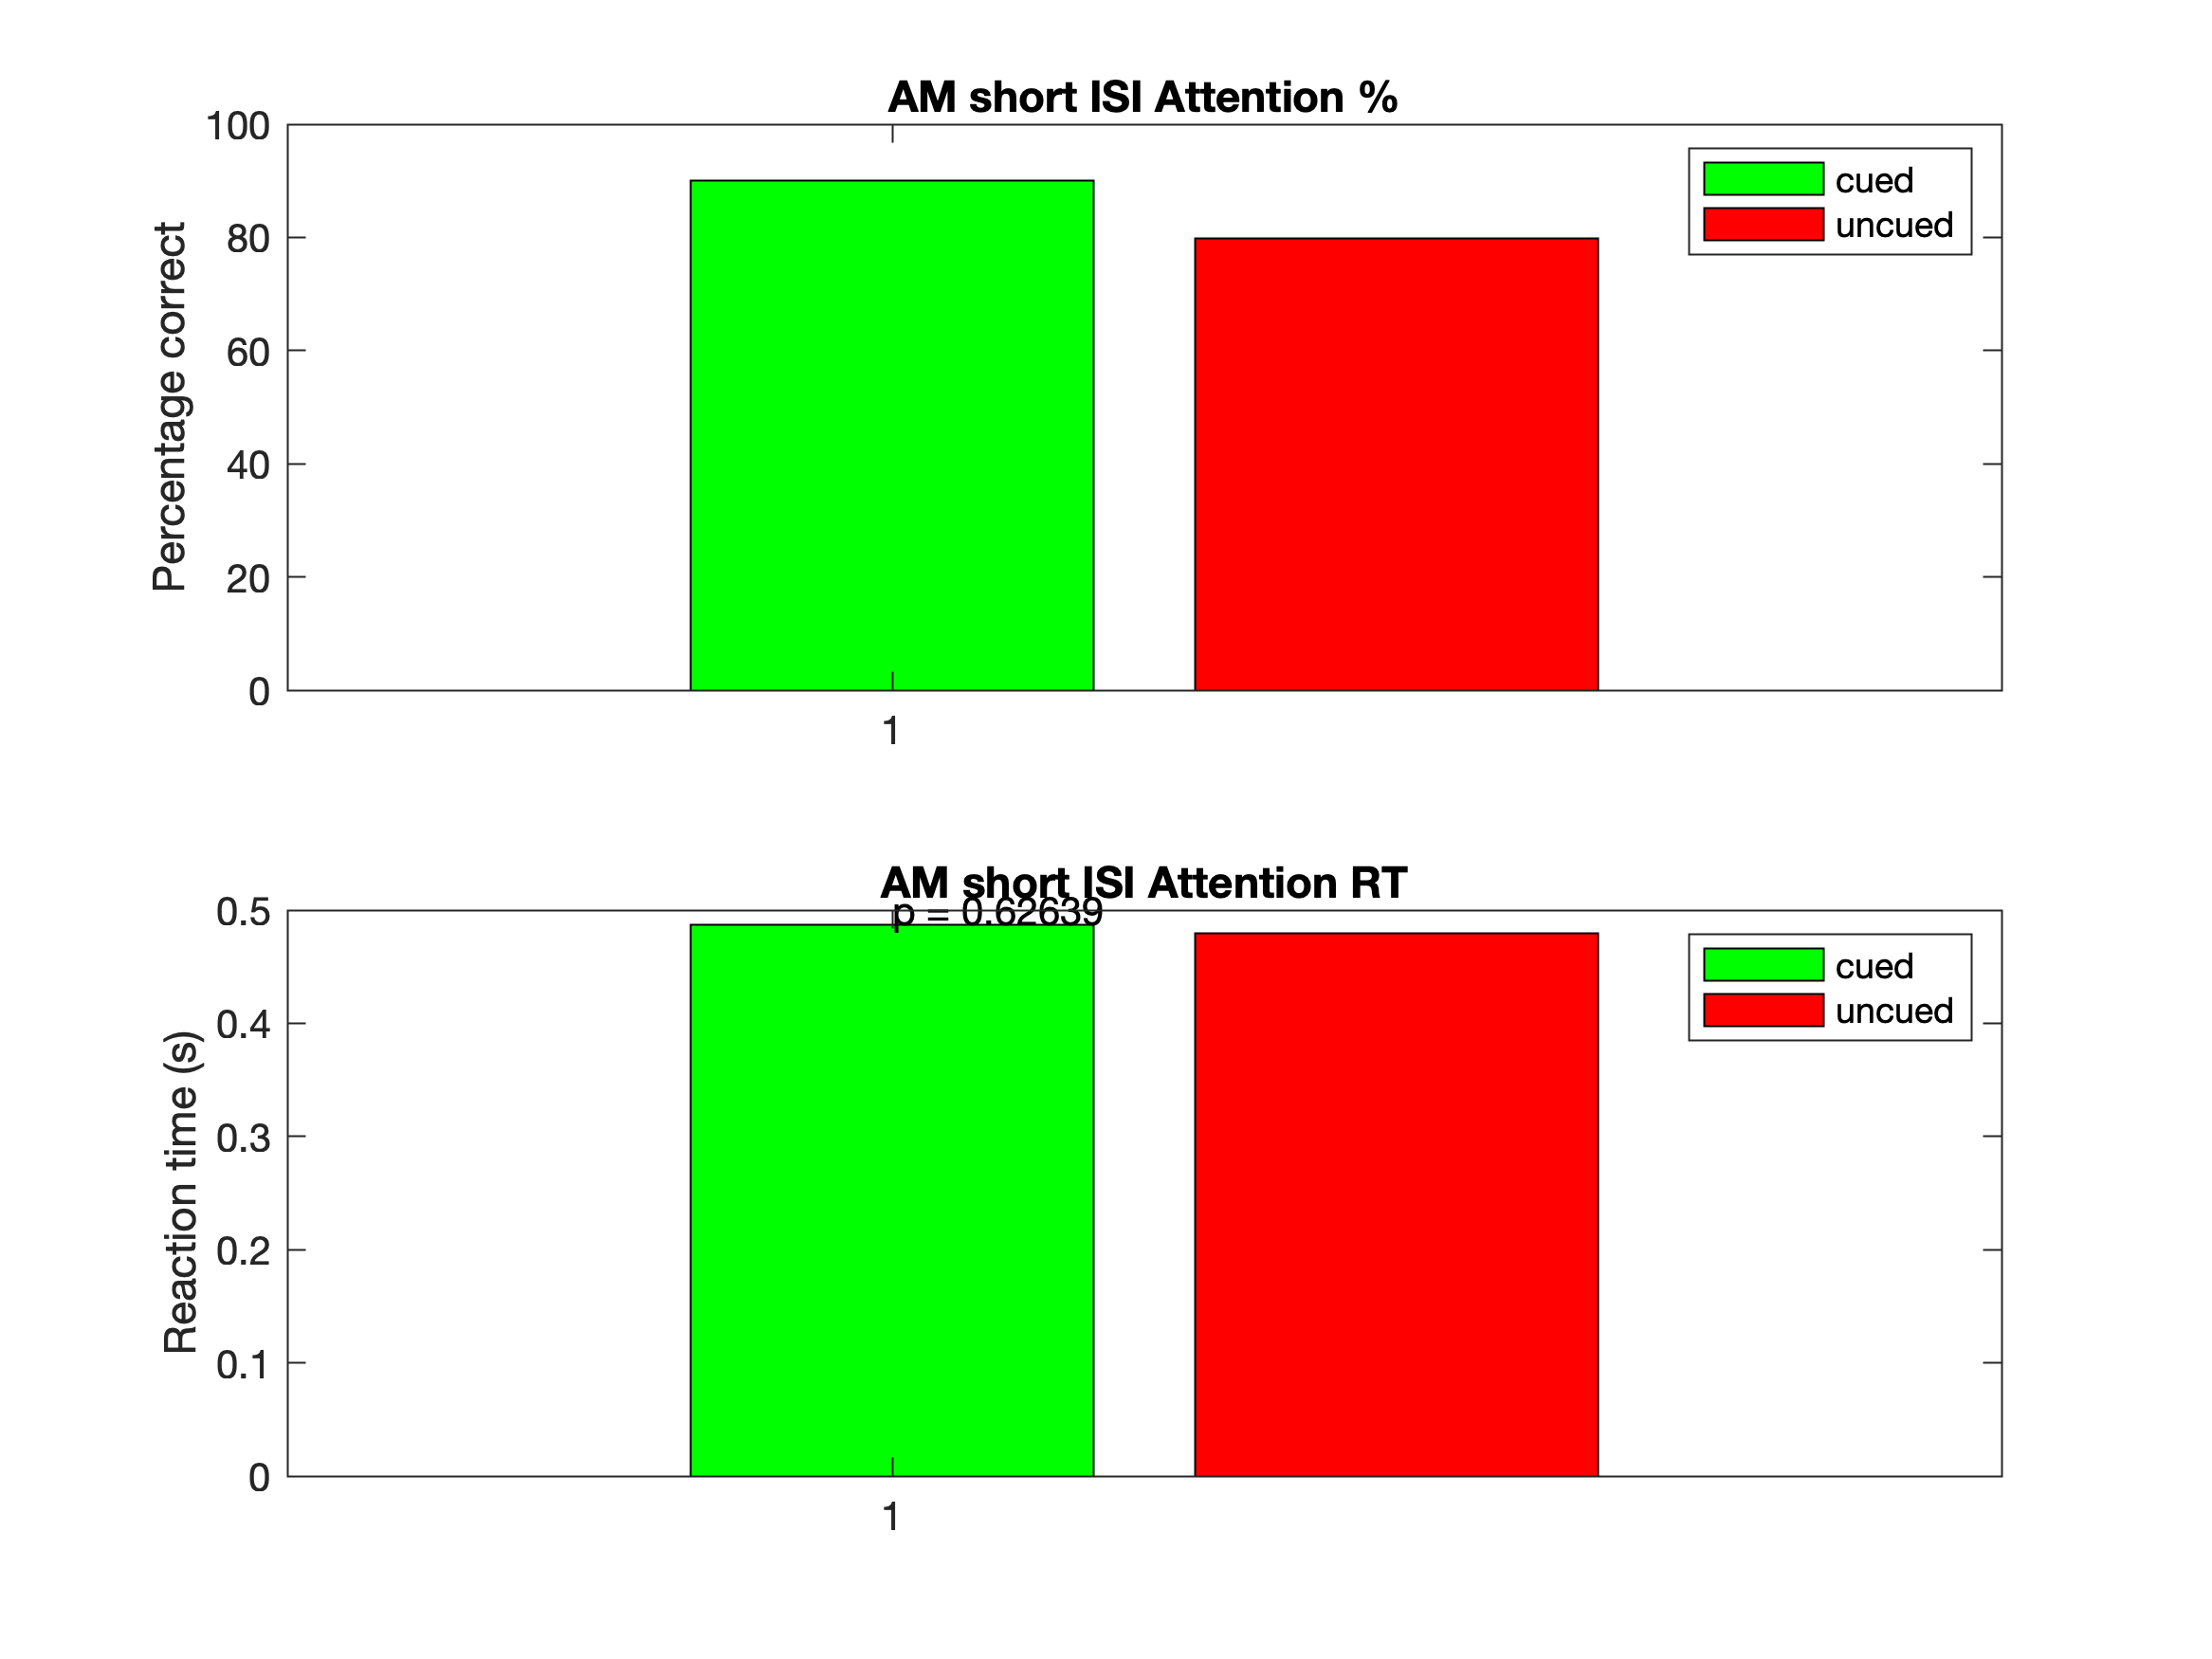 AM short ISI Attention %
100
80
60
40
20
0
Percentage correct
cued
uncued
1
AM short ISI Attention RT
p = 0.62639
0.5
0.4
0.3
0.2
0.1
0
Reaction time (s)
cued
uncued
1